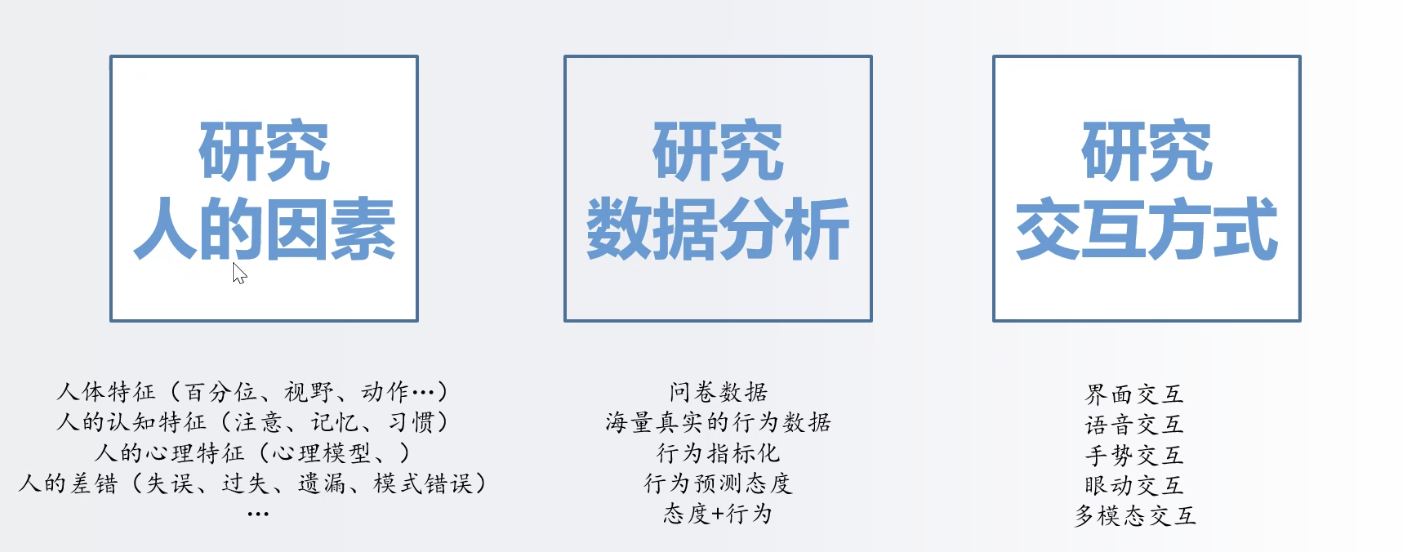 研究
人的因素
人体特征（百分位、视野、动作…）
人的认知特征（注意、记忆、习惯）
人的心理特征（心理模型、）
人的差错（失误、过失、遗漏、模式错误）
…
研究
数据分析
问卷数据
海量真实的行为数据
行为指标化
行为预测态度
态度+行为
研究
交互方式
界面交互
语音交互
手势交互
眼动交互
多模态交互